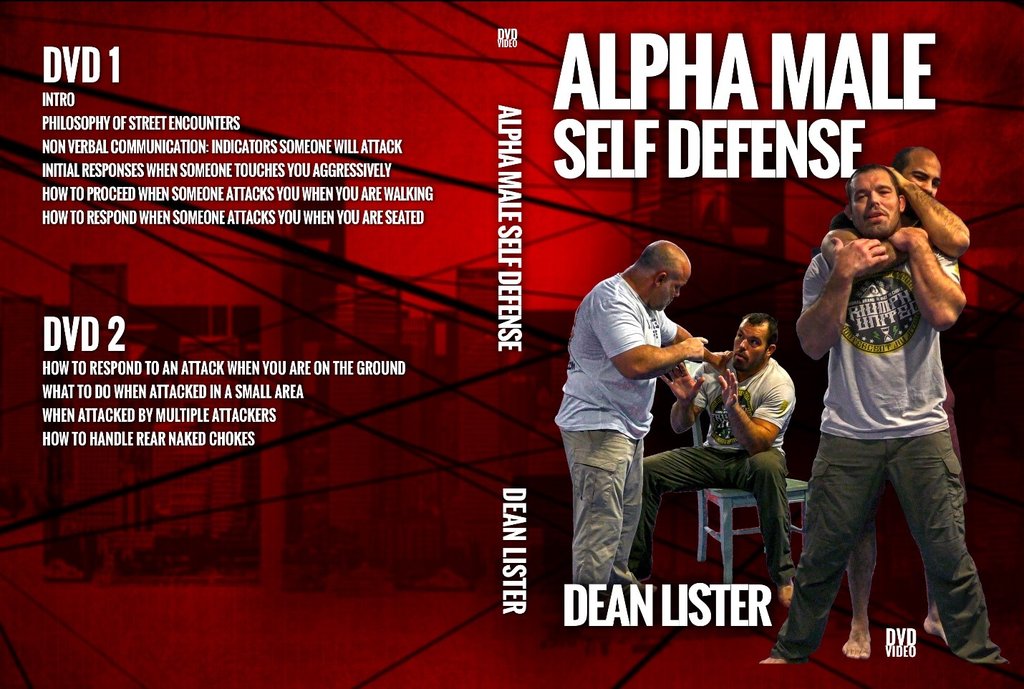 DVD 1
INTRO
PHILOSOPHY OF STREET ENCOUNTERS
NON VERBAL COMMUNICATION: INDICATORS SOMEONE WILL ATTACK
INITIAL RESPONSES WHEN SOMEONE TOUCHES YOU AGGRESSIVELY
HOW TO PROCEED WHEN SOMEONE ATTACKS YOU WHEN YOU ARE WALKING
HOW TO RESPOND WHEN SOMEONE ATTACKS YOU WHEN YOU ARE SEATED
DVD 2
HOW TO RESPOND TO AN ATTACK WHEN YOU ARE ON THE GROUND
WHAT TO DO WHEN ATTACKED IN A SMALL AREA
WHEN ATTACKED BY MULTIPLE ATTACKERS
HOW TO HANDLE REAR NAKED CHOKES
DVD
VIDEO
ALPHA MALE SELF DEFENSE
DEAN LISTER
ALPHA MALE
SELF DEFENSE
TRIUMPH
UNITED
DEAN LISTER
DVD
VIDEO